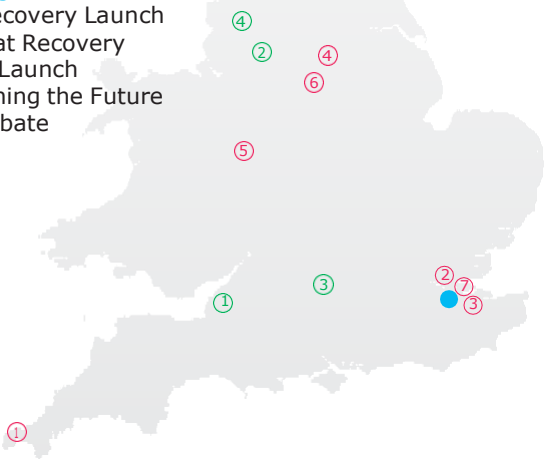 ecovery Launch
at Recovery
Launch
ning the Future
bate
4
2
4
6
5
2
7
3
3
1
1